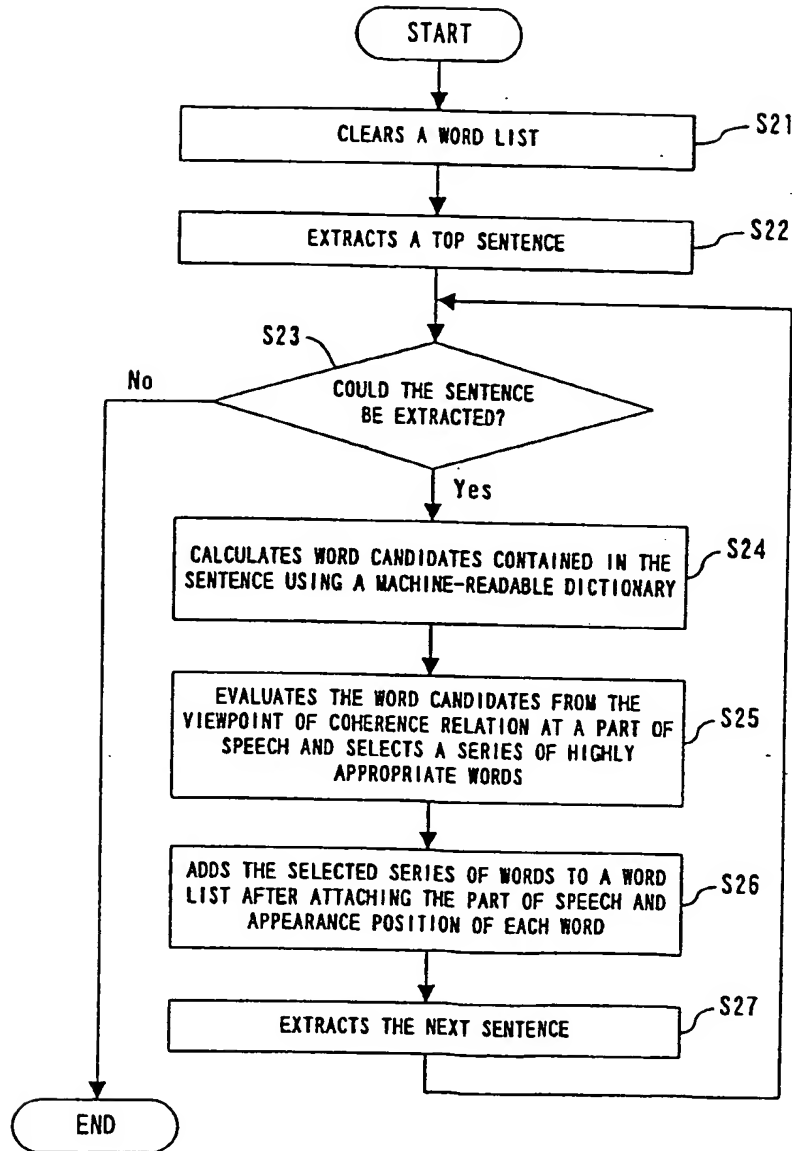 START
CLEARS A WORD LIST
S21
EXTRACTS A TOP SENTENCE
S22
S23
No
COULD THE SENTENCE
BE EXTRACTED?
Yes
CALCULATES WORD CANDIDATES CONTAINED IN THE
SENTENCE USING A MACHINE-READABLE DICTIONARY
S24
EVALUATES THE WORD CANDIDATES FROM THE
VIEWPOINT OF COHERENCE RELATION AT A PART OF
SPEECH AND SELECTS A SERIES OF HIGHLY
APPROPRIATE WORDS
S25
ADDS THE SELECTED SERIES OF WORDS TO A WORD
LIST AFTER ATTACHING THE PART OF SPEECH AND
APPEARANCE POSITION OF EACH WORD
S26
EXTRACTS THE NEXT SENTENCE
S27
END